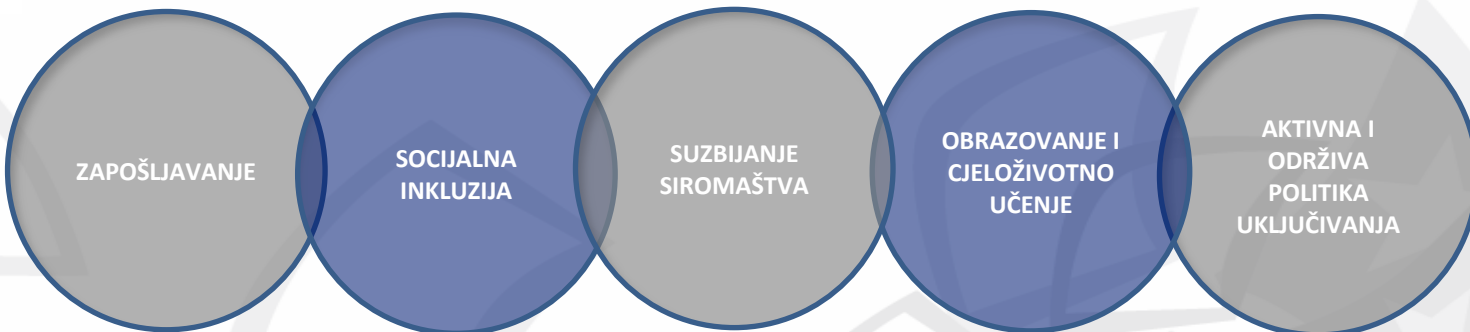 ZAPOŠLJAVANJE
SOCIJALNA
INKLUZIJA
SUZBIJANJE
SIROMAŠTVA
OBRAZOVANJE I
CJELOŽIVOTNO
UČENJE
AKTIVNA I
ODRŽIVA
POLITIKA
UKLJUČIVANJA